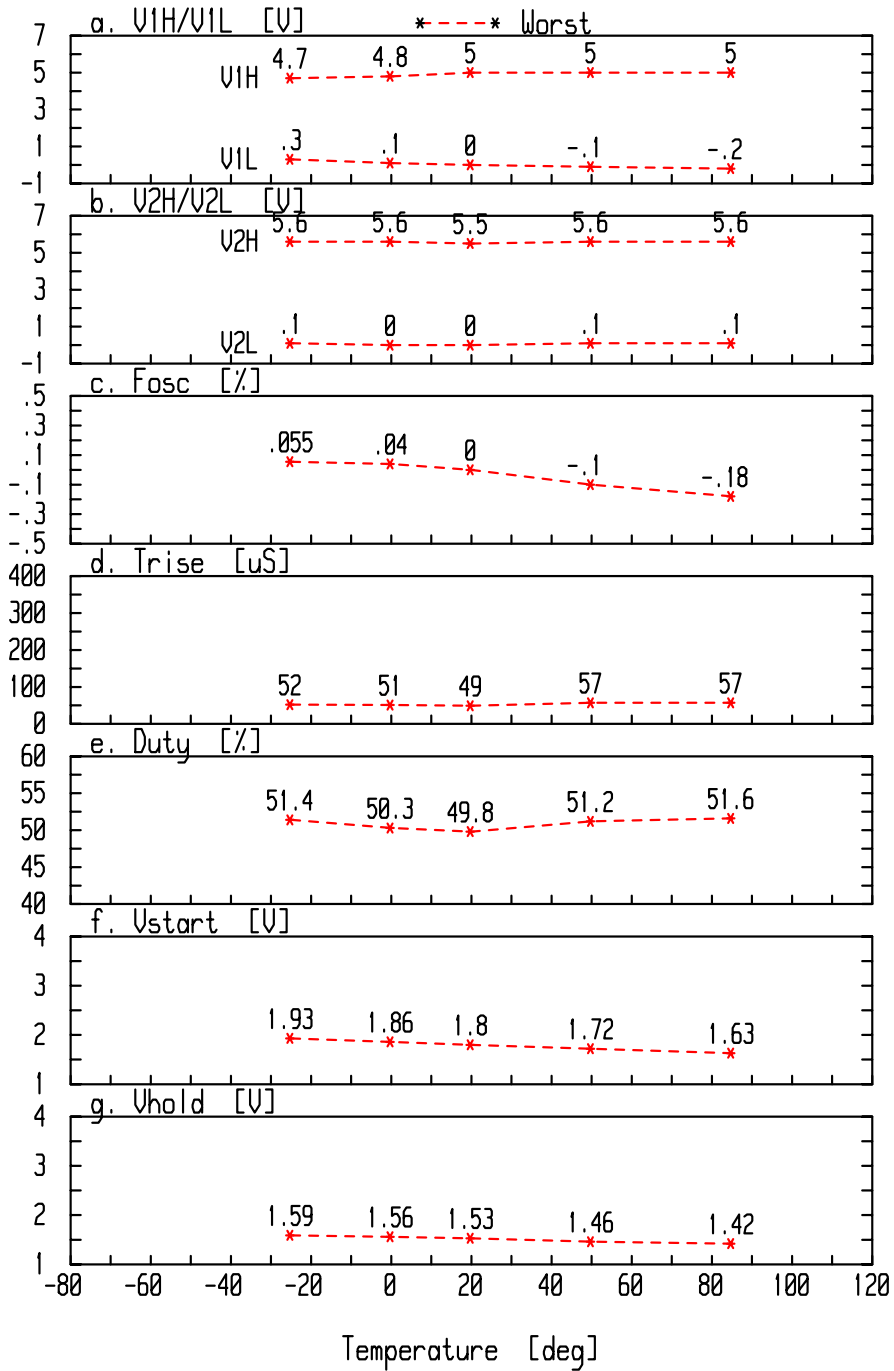 a. V1H/V1L [V]
*-----* Worst
7
5
3
1
-1
V1H
4.7 4.8 5 5 5
V1L
.3 .1 0 -.1 -.2
b. V2H/V2L [V]
7
5
3
1
-1
V2H
5.6 5.6 5.5 5.6 5.6
V2L
.1 0 0 .1 .1
c. Fosc [%]
.5
.3
.1
-.1
-.3
-.5
.055 .04 0 -.1 -.18
d. Trise [uS]
400
300
200
100
0
52 51 49 57 57
e. Duty [%]
60
55
50
45
40
51.4 50.3 49.8 51.2 51.6
f. Vstart [V]
4
3
2
1
1.93 1.86 1.8 1.72 1.63
g. Vhold [V]
4
3
2
1
1.59 1.56 1.53 1.46 1.42
-80 -60 -40 -20 0 20 40 60 80 100 120
Temperature [deg]